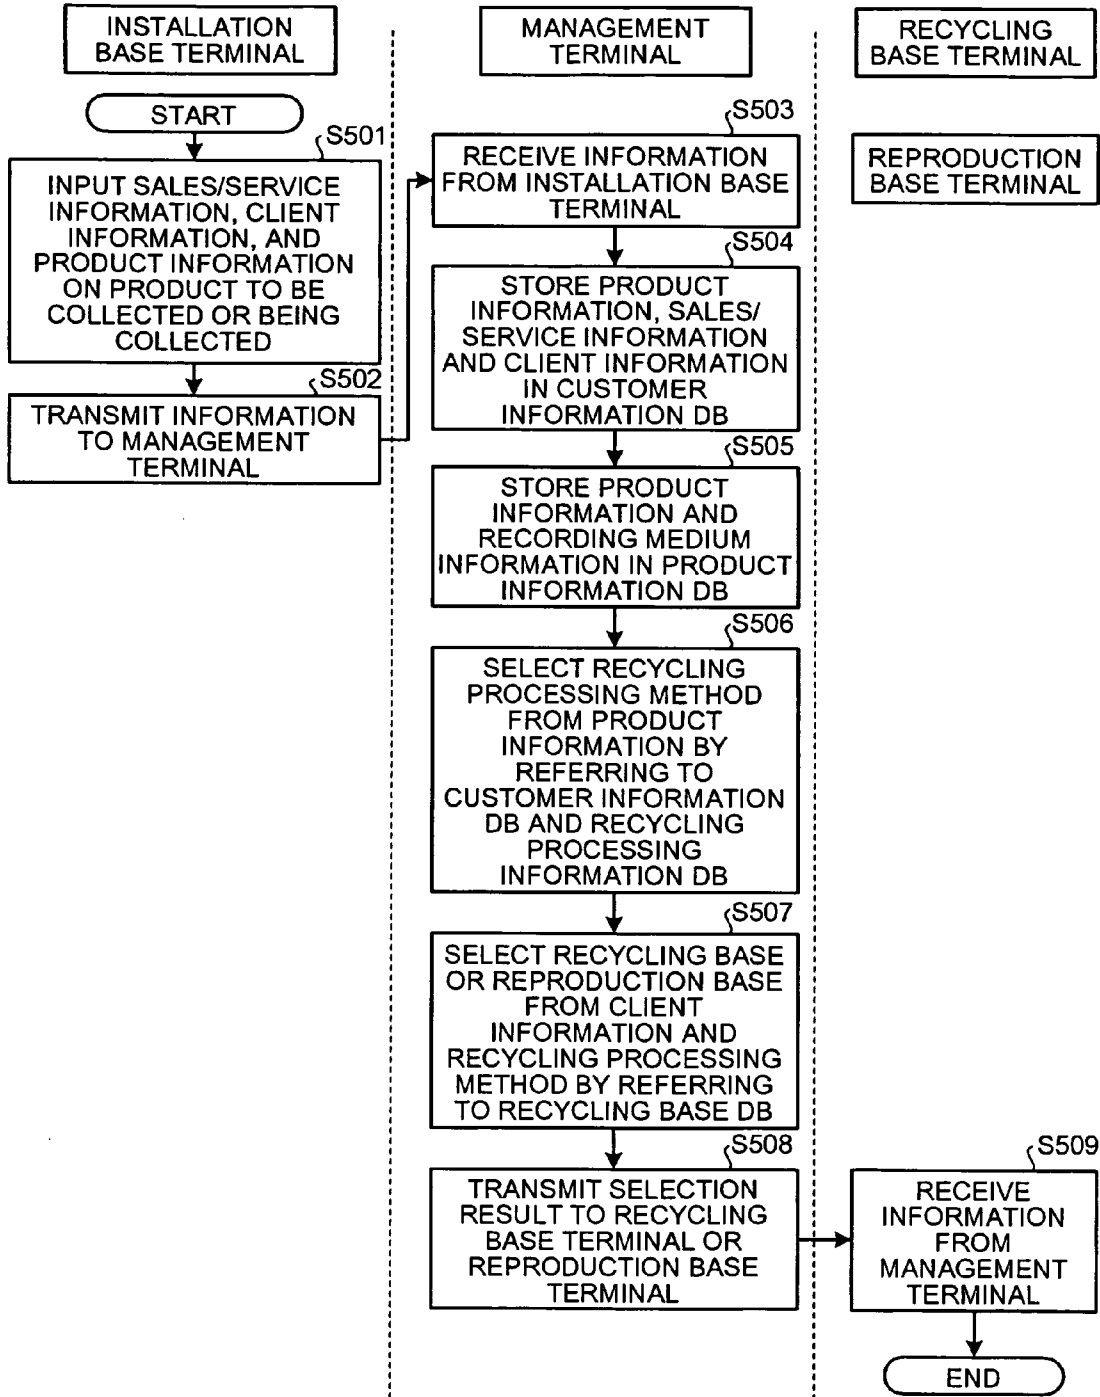 INSTALLATION
BASE TERMINAL
START
S501
INPUT SALES/SERVICE
INFORMATION, CLIENT
INFORMATION, AND
PRODUCT INFORMATION
ON PRODUCT TO BE
COLLECTED OR BEING
COLLECTED
S502
TRANSMIT INFORMATION
TO MANAGEMENT
TERMINAL
MANAGEMENT
TERMINAL
S503
RECEIVE INFORMATION
FROM INSTALLATION BASE
TERMINAL
S504
STORE PRODUCT
INFORMATION, SALES/
SERVICE INFORMATION
AND CLIENT INFORMATION
IN CUSTOMER
INFORMATION DB
S505
STORE PRODUCT
INFORMATION AND
RECORDING MEDIUM
INFORMATION IN PRODUCT
INFORMATION DB
S506
SELECT RECYCLING
PROCESSING METHOD
FROM PRODUCT
INFORMATION BY
REFERRING TO
CUSTOMER INFORMATION
DB AND RECYCLING
PROCESSING
INFORMATION DB
S507
SELECT RECYCLING BASE
OR REPRODUCTION BASE
FROM CLIENT
INFORMATION AND
RECYCLING PROCESSING
METHOD BY REFERRING
TO RECYCLING BASE DB
S508
TRANSMIT SELECTION
RESULT TO RECYCLING
BASE TERMINAL OR
REPRODUCTION BASE
TERMINAL
RECYCLING
BASE TERMINAL
REPRODUCTION
BASE TERMINAL
S509
RECEIVE
INFORMATION
FROM
MANAGEMENT
TERMINAL
END